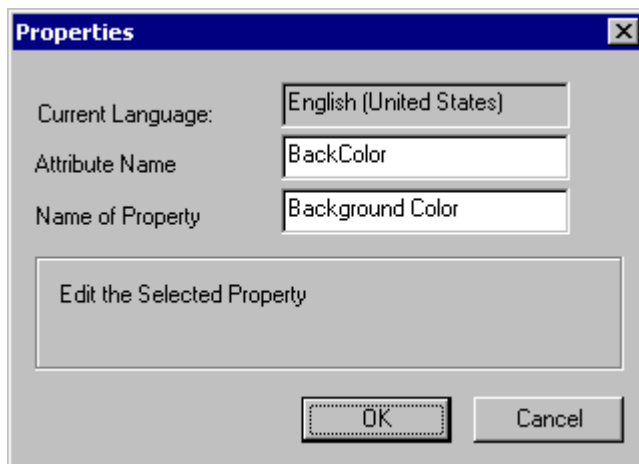 Properties
Current Language: English (United States)
Attribute Name BackColor
Name of Property Background Color
Edit the Selected Property
OK Cancel